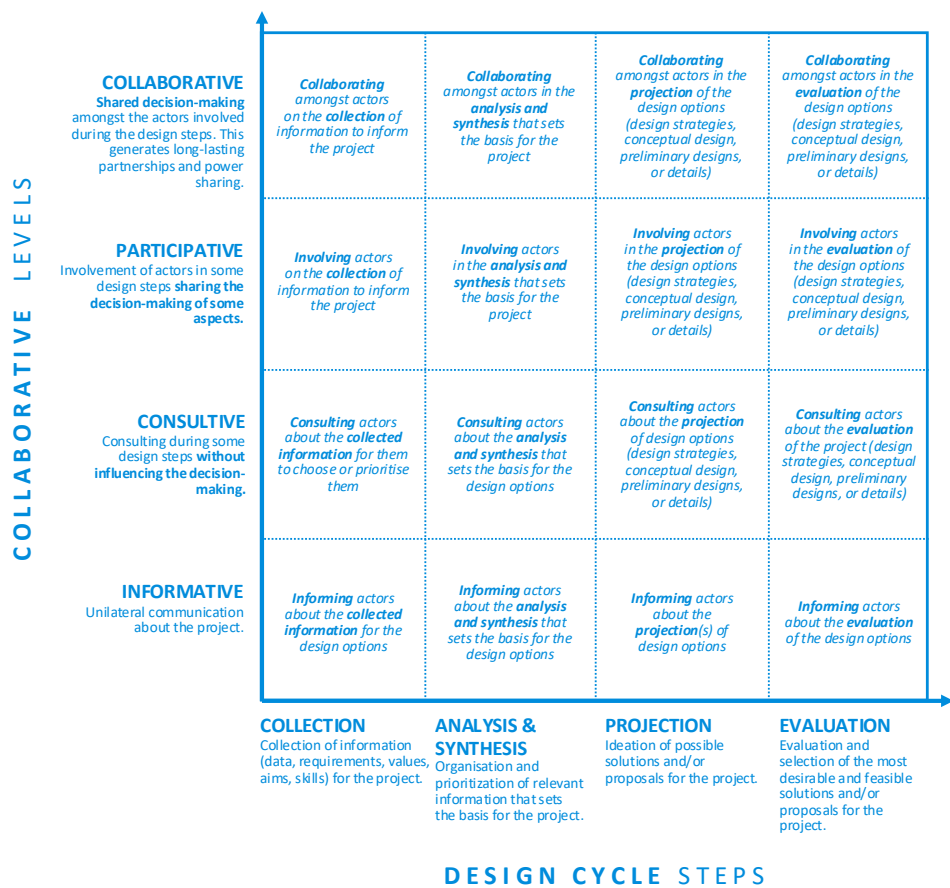 COLLABORATIVE LEVELS
COLLABORATIVE
Shared decision-making
amongst the actors involved
during the design steps. This
generates long-lasting
partnerships and power
sharing.
Collaborating
amongst actors
on the collection of
information to inform
the project
Collaborating
amongst actors in the
analysis and
synthesis that sets
the basis for the
project
Collaborating
amongst actors in the
projection of the
design options
(design strategies,
conceptual design,
preliminary designs,
or details)
Collaborating
amongst actors in the
evaluation of the
design options
(design strategies,
conceptual design,
preliminary designs,
or details)
PARTICIPATIVE
Involvement of actors in some
design steps sharing the
decision-making of some
aspects.
Involving actors
on the collection of
information to inform
the project
Involving actors
in the analysis and
synthesis that sets
the basis for the
project
Involving actors
in the projection of
the design options
(design strategies,
conceptual design,
preliminary designs,
or details)
Involving actors
in the evaluation of
the design options
(design strategies,
conceptual design,
preliminary designs,
or details)
CONSULTIVE
Consulting during some
design steps without
influencing the decision-
making.
Consulting actors
about the collected
information for them
to choose or prioritise
them
Consulting actors
about the analysis
and synthesis that
sets the basis for the
design options
Consulting actors
about the projection
of design options
(design strategies,
conceptual design,
preliminary designs,
or details)
Consulting actors
about the evaluation
of the project (design
strategies, conceptual
design, preliminary
designs, or details)
INFORMATIVE
Unilateral communication
about the project.
Informing actors
about the collected
information for the
design options
Informing actors
about the analysis
and synthesis that
sets the basis for the
design options
Informing actors
about the
projection(s) of
design options
Informing actors
about the evaluation
of the design options
COLLECTION
Collection of information
(data, requirements, values,
aims, skills) for the project.
ANALYSIS &
SYNTHESIS
Organisation and
prioritization of relevant
information that sets
the basis for the project.
PROJECTION
Ideation of possible
solutions and/or
proposals for the project.
EVALUATION
Evaluation and
selection of the most
desirable and feasible
solutions and/or
proposals for the
project.
DESIGN CYCLE STEPS